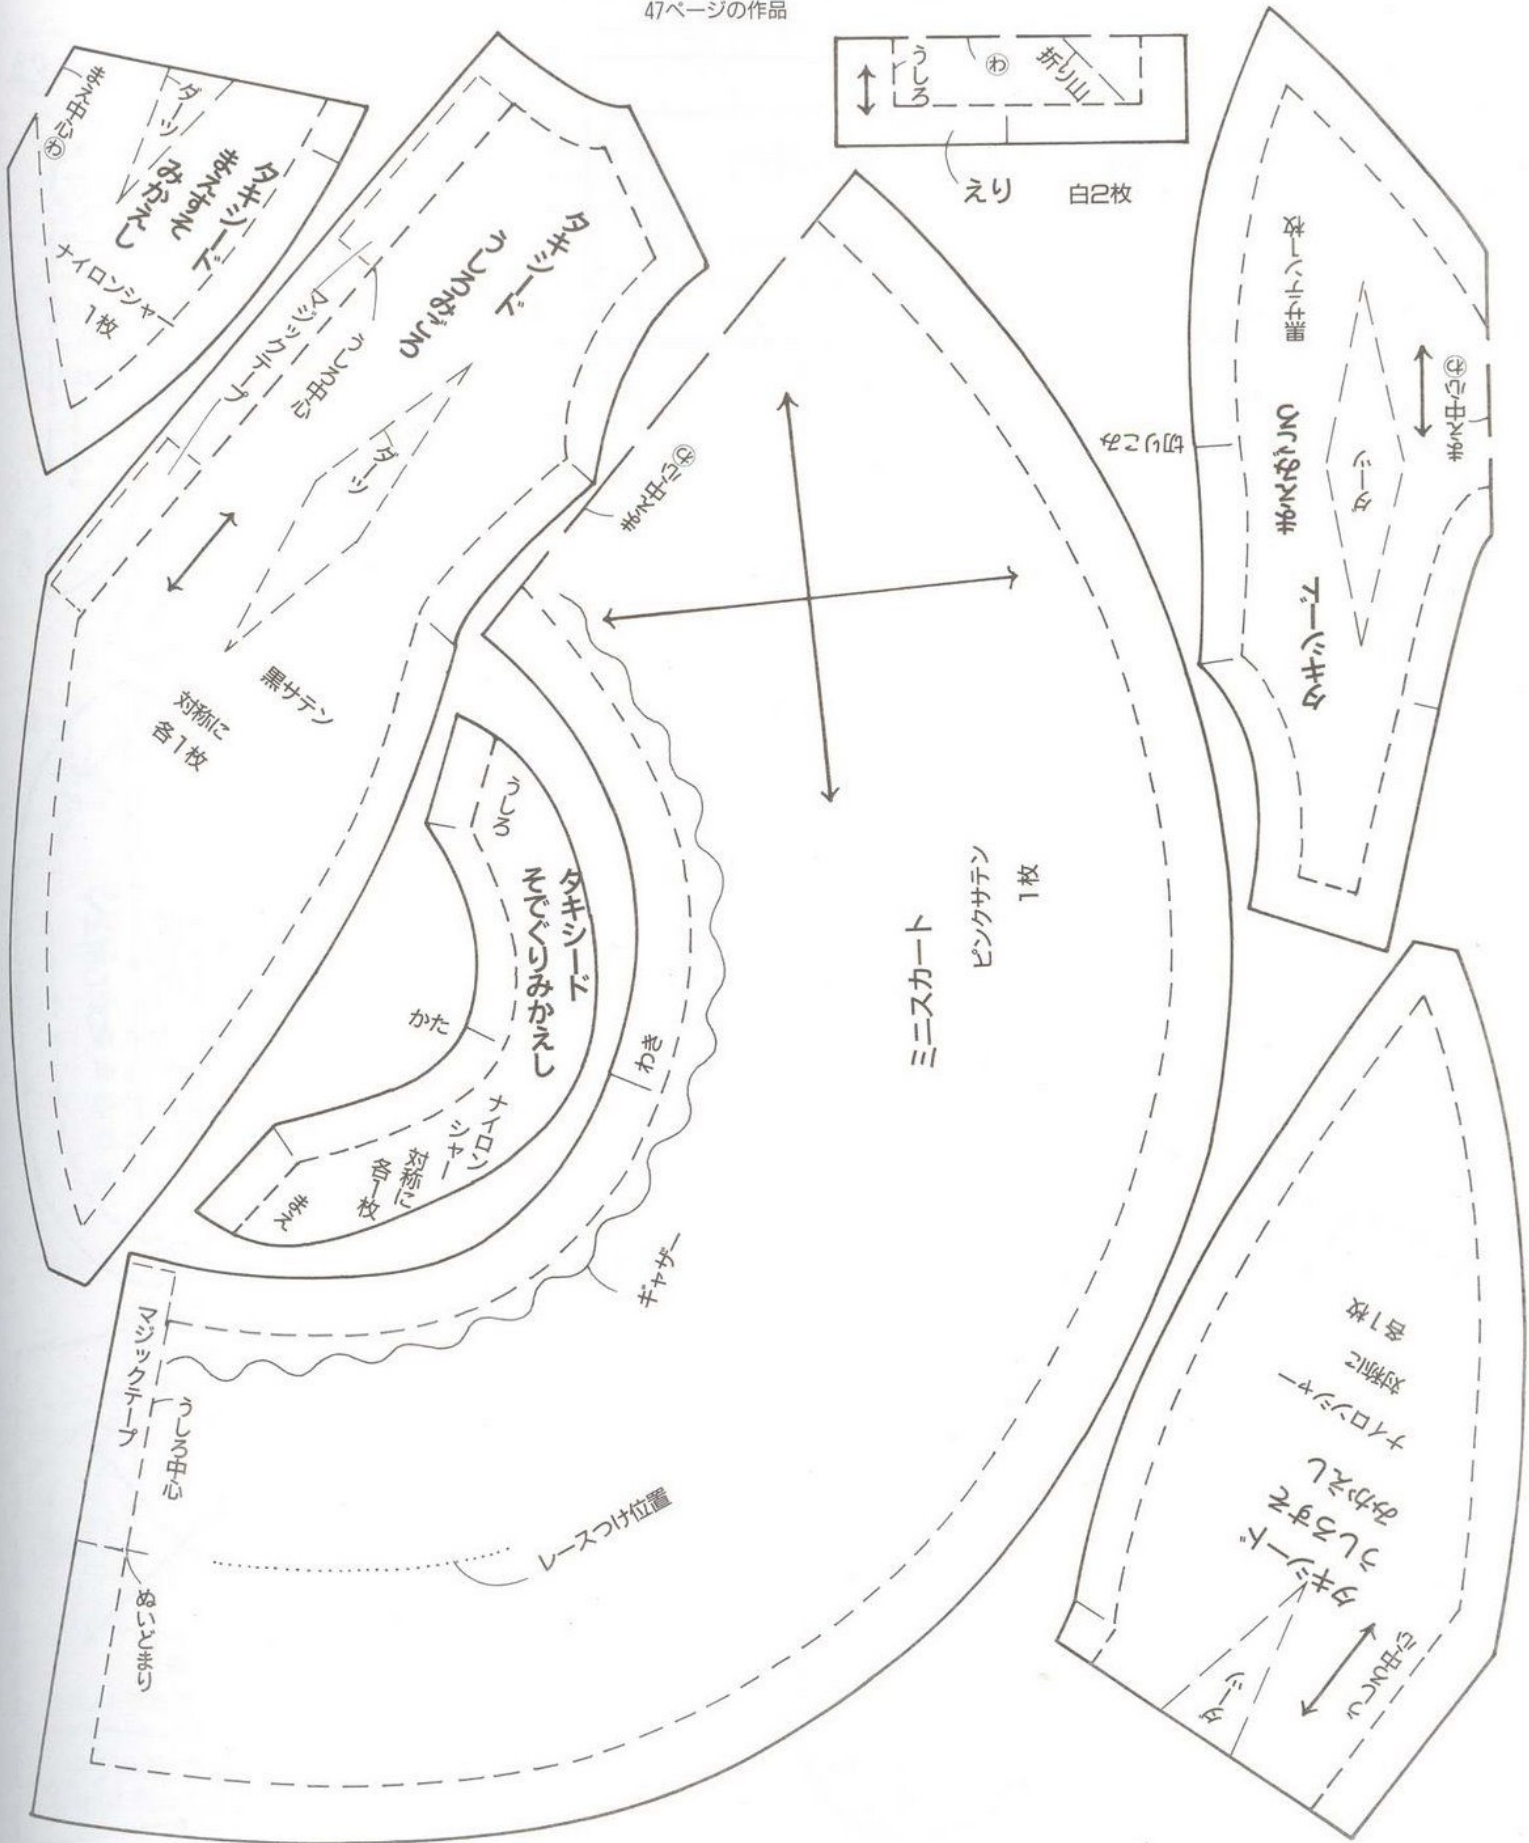 47ページの作品
まえ中心わ
ダーツ
タキシード
まえすそ
みかえし
ナイロンシャー
1枚
タキシード
うしろみごろ
マジックテープ
うしろ中心
ダーツ
黒サテン
対称に
各1枚
うしろ
わ
折り山
えり
白2枚
黒サテン1枚
まえ中心わ
切りこみ
タキシード まえみごろ
ダーツ
まえ中心わ
うしろ
タキシード
そでぐりみかえし
かた
ナイロン
シャー
対称に
各1枚
まえ
わき
ギャザー
ミニスカート
ピンクサテン
1枚
マジックテープ
うしろ中心
ぬいどまり
レースつけ位置
タキシード
うしろすそ
みかえし
ナイロンシャー
対称に
各1枚
ダーツ
うしろ中心